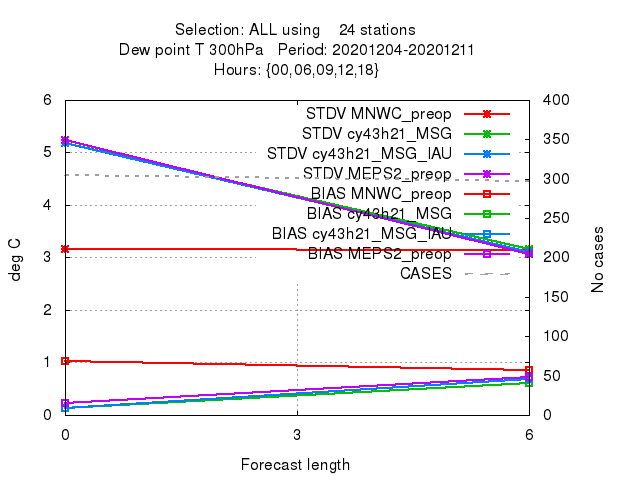 Selection: ALL using    24 stations
Dew point T 300hPa   Period: 20201204-20201211
Hours: {00,06,09,12,18}
6
5
4
3
2
1
0
deg C
400
350
300
250
200
150
100
50
0
No cases
STDV MNWC_preop
STDV cy43h21_MSG
STDV cy43h21_MSG_IAU
STDV MEPS2_preop
BIAS MNWC_preop
BIAS cy43h21_MSG
BIAS cy43h21_MSG_IAU
BIAS MEPS2_preop
CASES
0 3 6
Forecast length